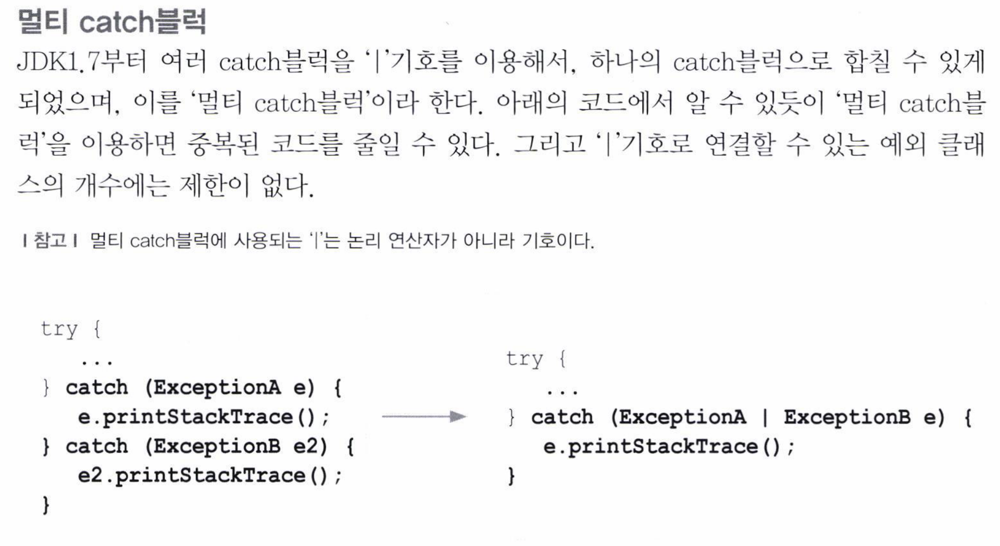 멀티 catch블럭
JDK1.7부터 여러 catch블럭을 '|'기호를 이용해서, 하나의 catch블럭으로 합칠 수 있게
되었으며, 이를 '멀티 catch블럭'이라 한다. 아래의 코드에서 알 수 있듯이 '멀티 catch블
럭'을 이용하면 중복된 코드를 줄일 수 있다. 그리고 '|'기호로 연결할 수 있는 예외 클래
스의 개수에는 제한이 없다.
| 참고 | 멀티 catch블럭에 사용되는 '|'는 논리 연산자가 아니라 기호이다.
try {
...
} catch (ExceptionA e) {
e.printStackTrace();
} catch (ExceptionB e2) {
e2.printStackTrace();
}
try {
...
} catch (ExceptionA | ExceptionB e) {
e.printStackTrace();
}